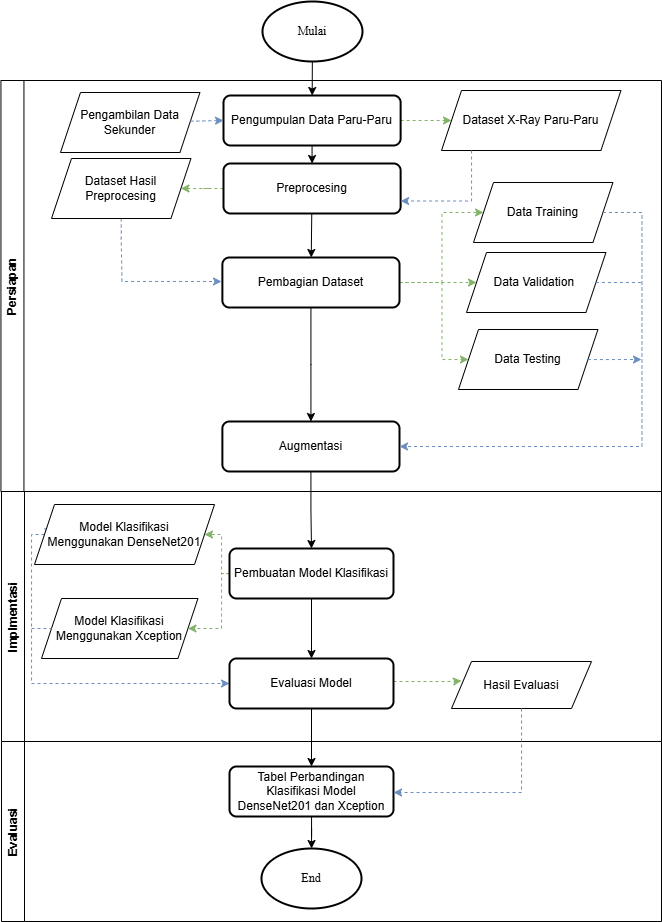 Mulai
Persiapan
Pengambilan Data
Sekunder
Pengumpulan Data Paru-Paru
Dataset X-Ray Paru-Paru
Dataset Hasil
Preprocesing
Preprocesing
Data Training
Pembagian Dataset
Data Validation
Data Testing
Augmentasi
Implmentasi
Model Klasifikasi
Menggunakan DenseNet201
Pembuatan Model Klasifikasi
Model Klasifikasi
Menggunakan Xception
Evaluasi Model
Hasil Evaluasi
Evaluasi
Tabel Perbandingan
Klasifikasi Model
DenseNet201 dan Xception
End